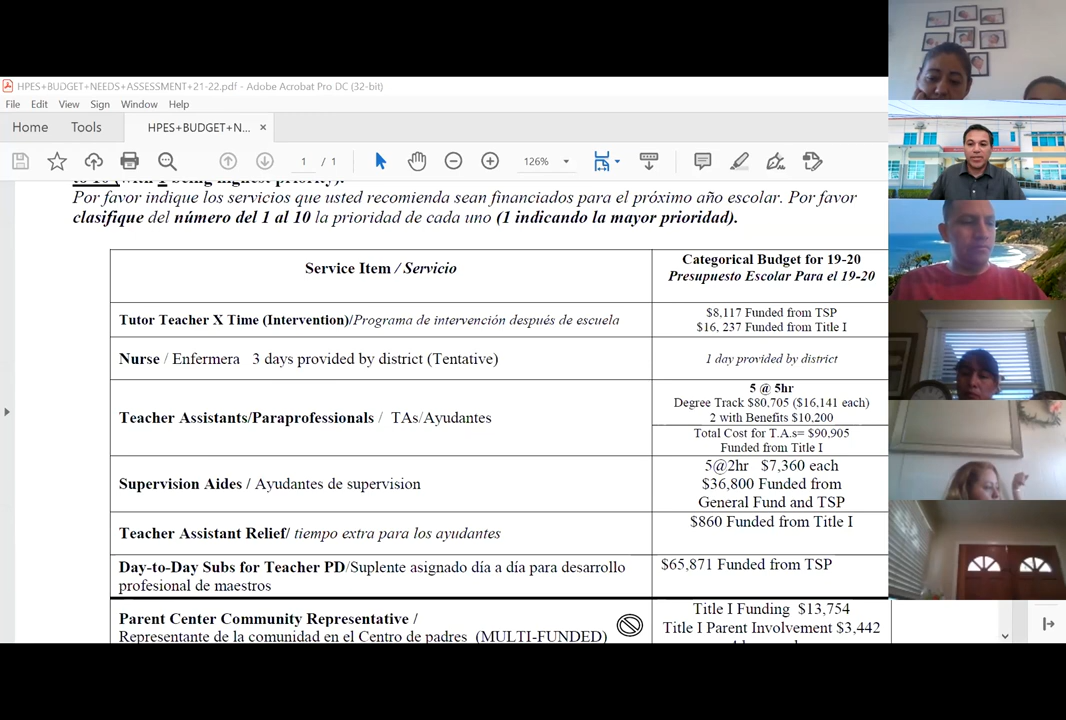 HPES+BUDGET+NEEDS+ASSESSMENT+21-22.pdf - Adobe Acrobat Pro DC (32-bit)
File Edit View Sign Window Help
Home Tools HPES+BUDGET+N... ×
1 / 1 126%
to 10 (with 1 being highest priority).
Por favor indique los servicios que usted recomienda sean financiados para el próximo año escolar. Por favor
clasifique del número del 1 al 10 la prioridad de cada uno (1 indicando la mayor prioridad).
Service Item / Servicio
Categorical Budget for 19-20
Presupuesto Escolar Para el 19-20
Tutor Teacher X Time (Intervention)/Programa de intervención después de escuela
$8,117 Funded from TSP
$16, 237 Funded from Title I
Nurse / Enfermera 3 days provided by district (Tentative)
1 day provided by district
Teacher Assistants/Paraprofessionals / TAs/Ayudantes
5 @ 5hr
Degree Track $80,705 ($16,141 each)
2 with Benefits $10,200
Total Cost for T.A.s= $90,905
Funded from Title I
Supervision Aides / Ayudantes de supervision
5@2hr $7,360 each
$36,800 Funded from
General Fund and TSP
Teacher Assistant Relief/ tiempo extra para los ayudantes
$860 Funded from Title I
Day-to-Day Subs for Teacher PD/Suplente asignado día a día para desarrollo
profesional de maestros
$65,871 Funded from TSP
Parent Center Community Representative /
Representante de la comunidad en el Centro de padres (MULTI-FUNDED)
Title I Funding $13,754
Title I Parent Involvement $3,442